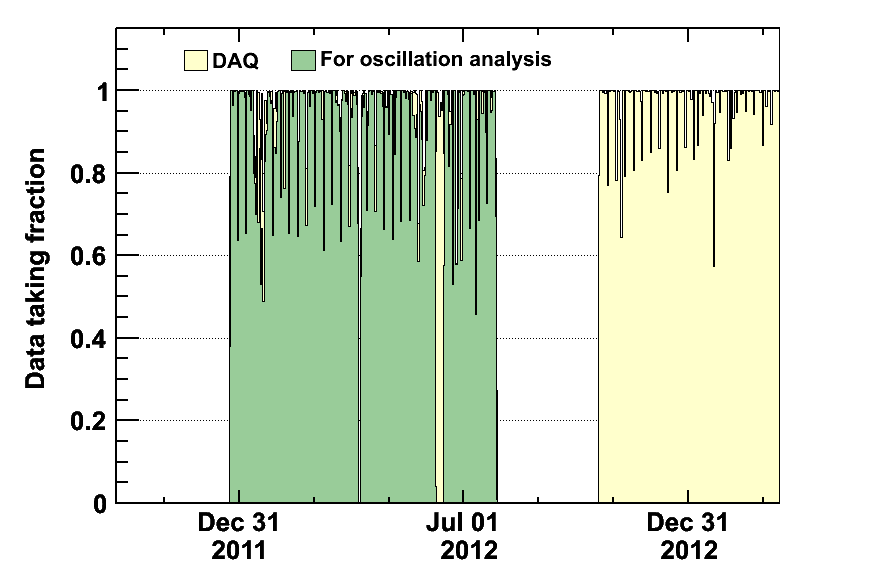 DAQ For oscillation analysis
Data taking fraction
1
0.8
0.6
0.4
0.2
0
Dec 31 Jul 01 Dec 31
2011 2012 2012